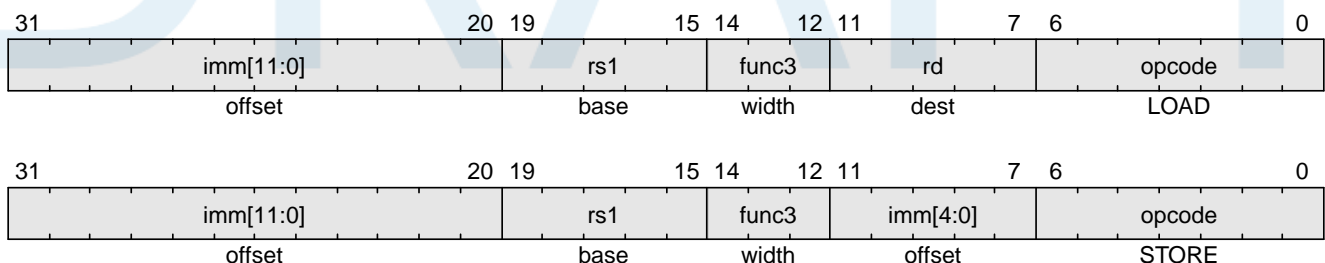 31 20 19 15 14 12 11 7 6 0
imm[11:0] rs1 func3 rd opcode
offset base width dest LOAD
31 20 19 15 14 12 11 7 6 0
imm[11:0] rs1 func3 imm[4:0] opcode
offset base width offset STORE